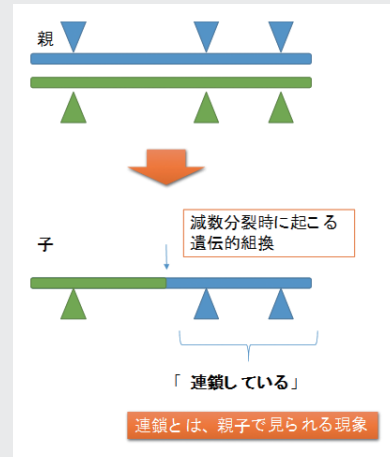 親
減数分裂時に起こる
遺伝的組換
子
「 連鎖している」
連鎖とは、親子で見られる現象